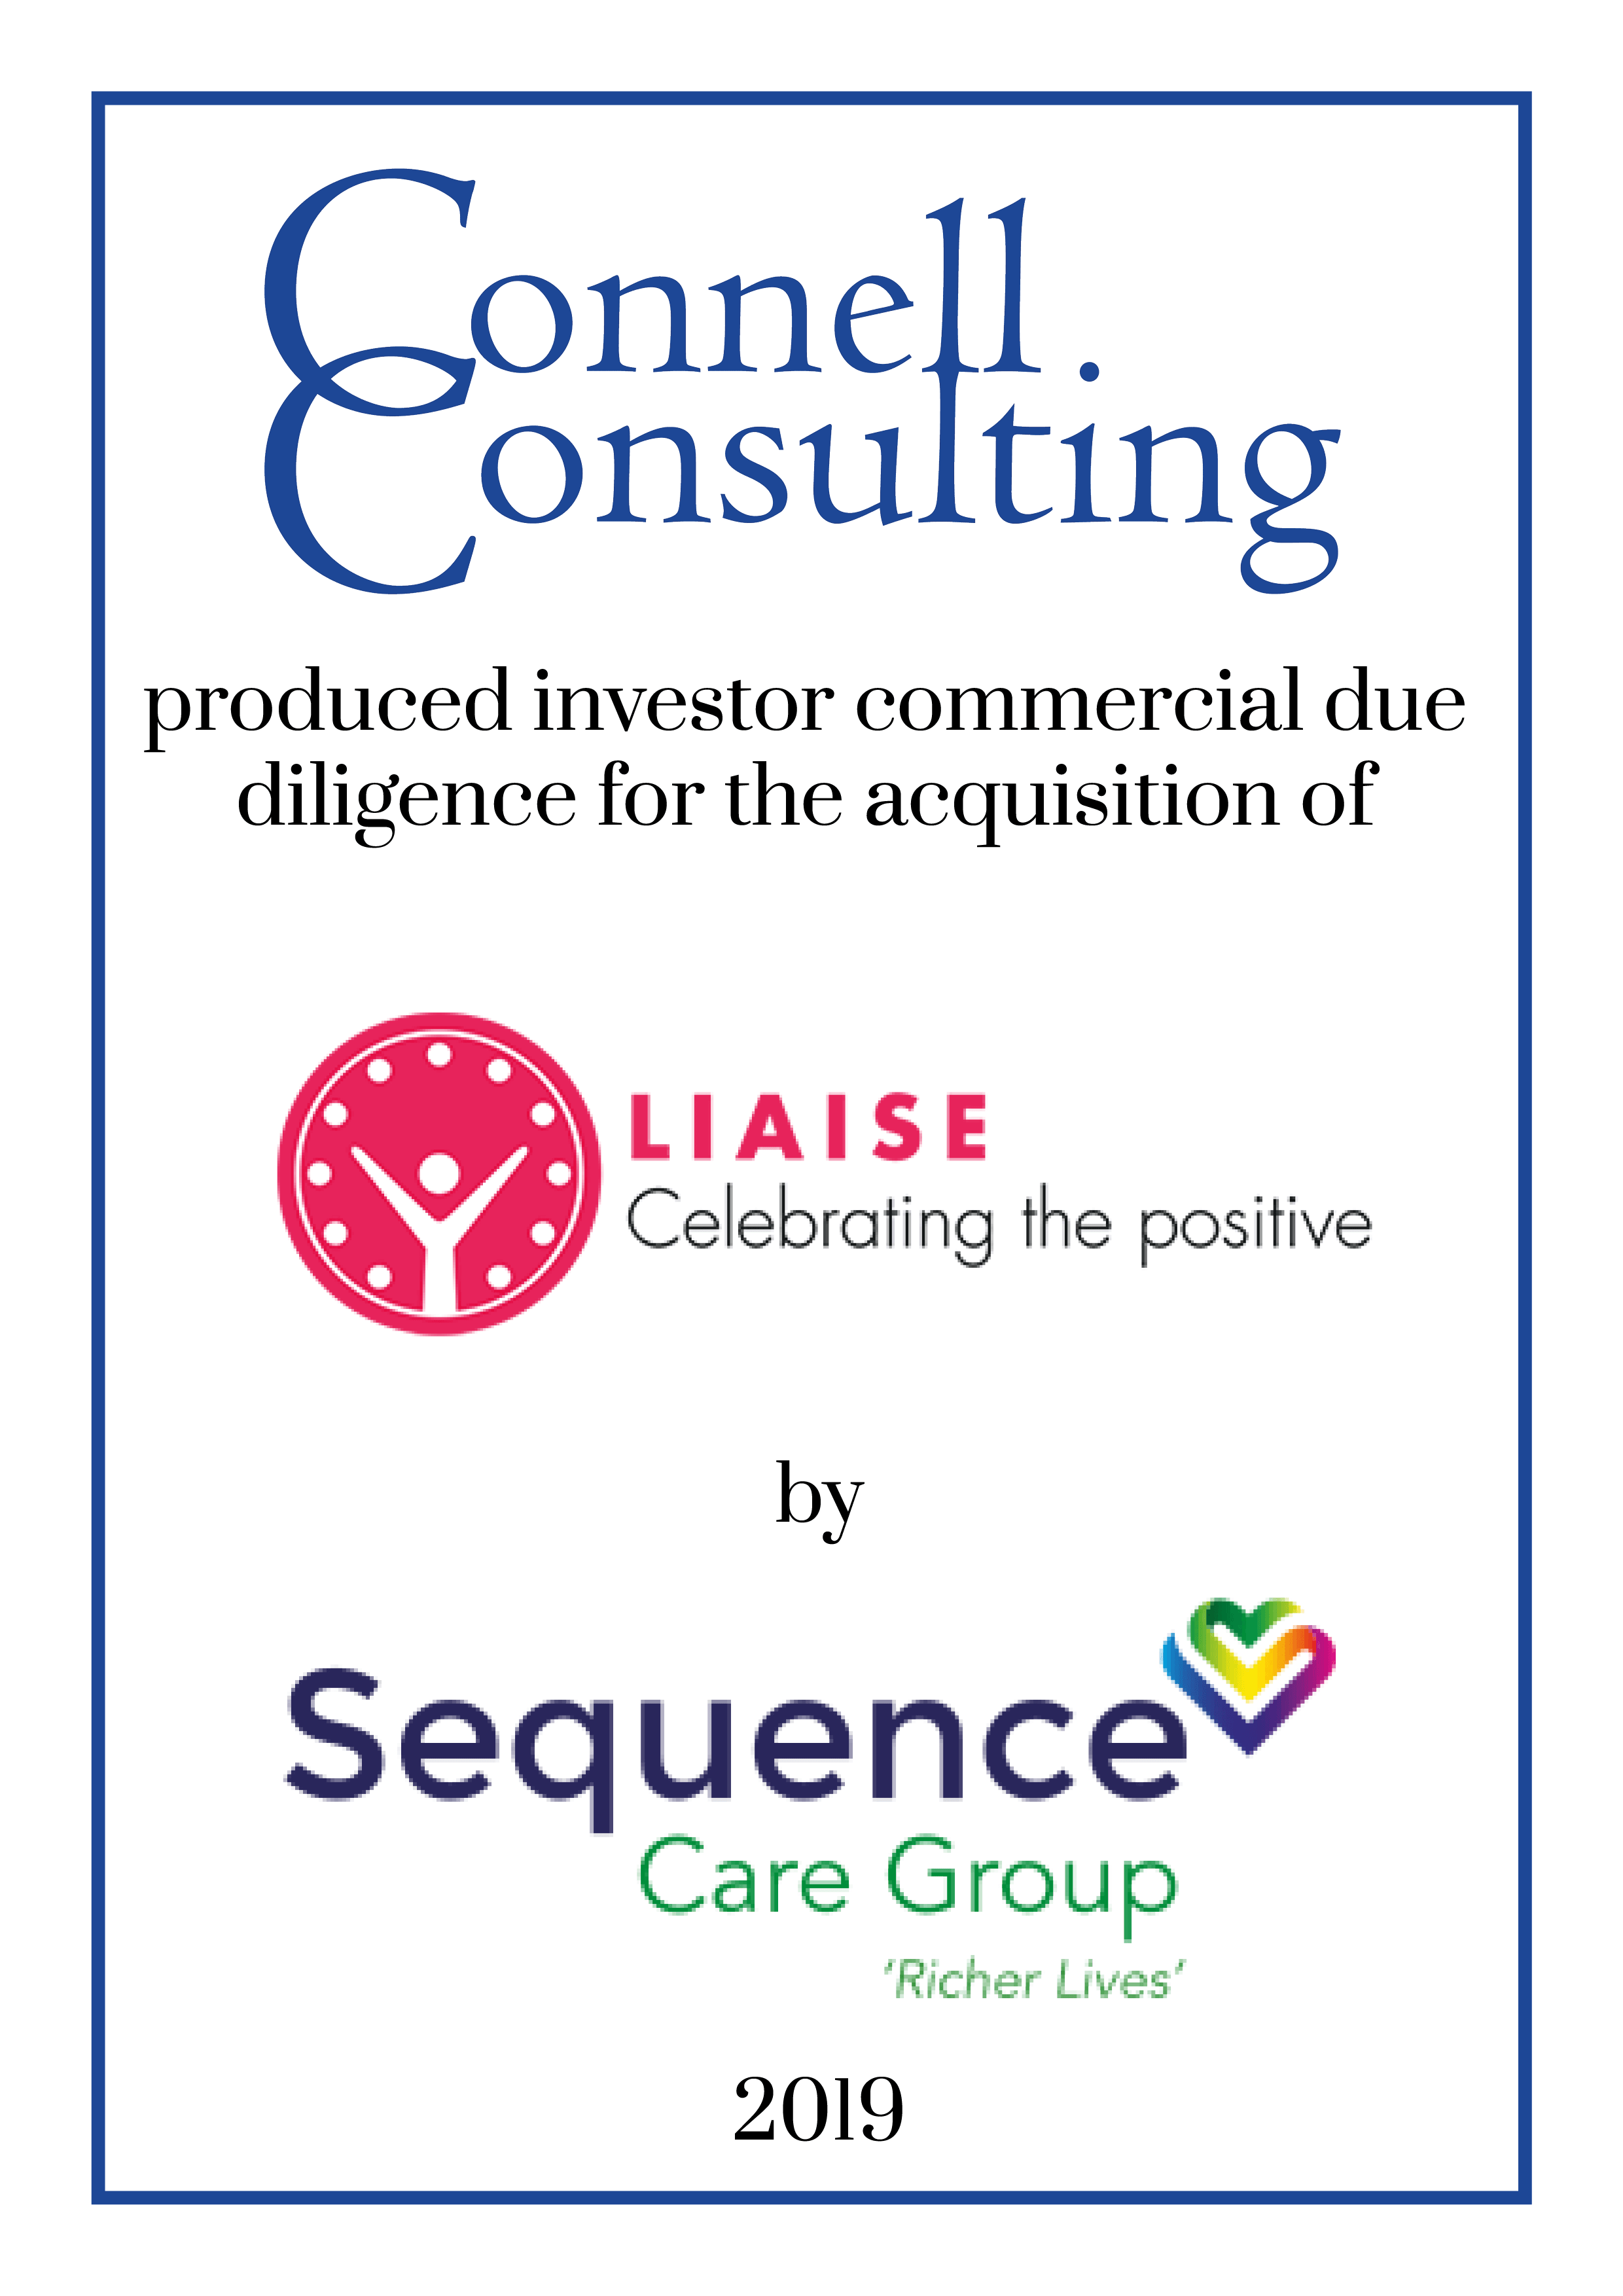 Connell
Consulting
produced investor commercial due
diligence for the acquisition of
LIAISE
Celebrating the positive
by
Sequence
Care Group
'Richer Lives'
2019